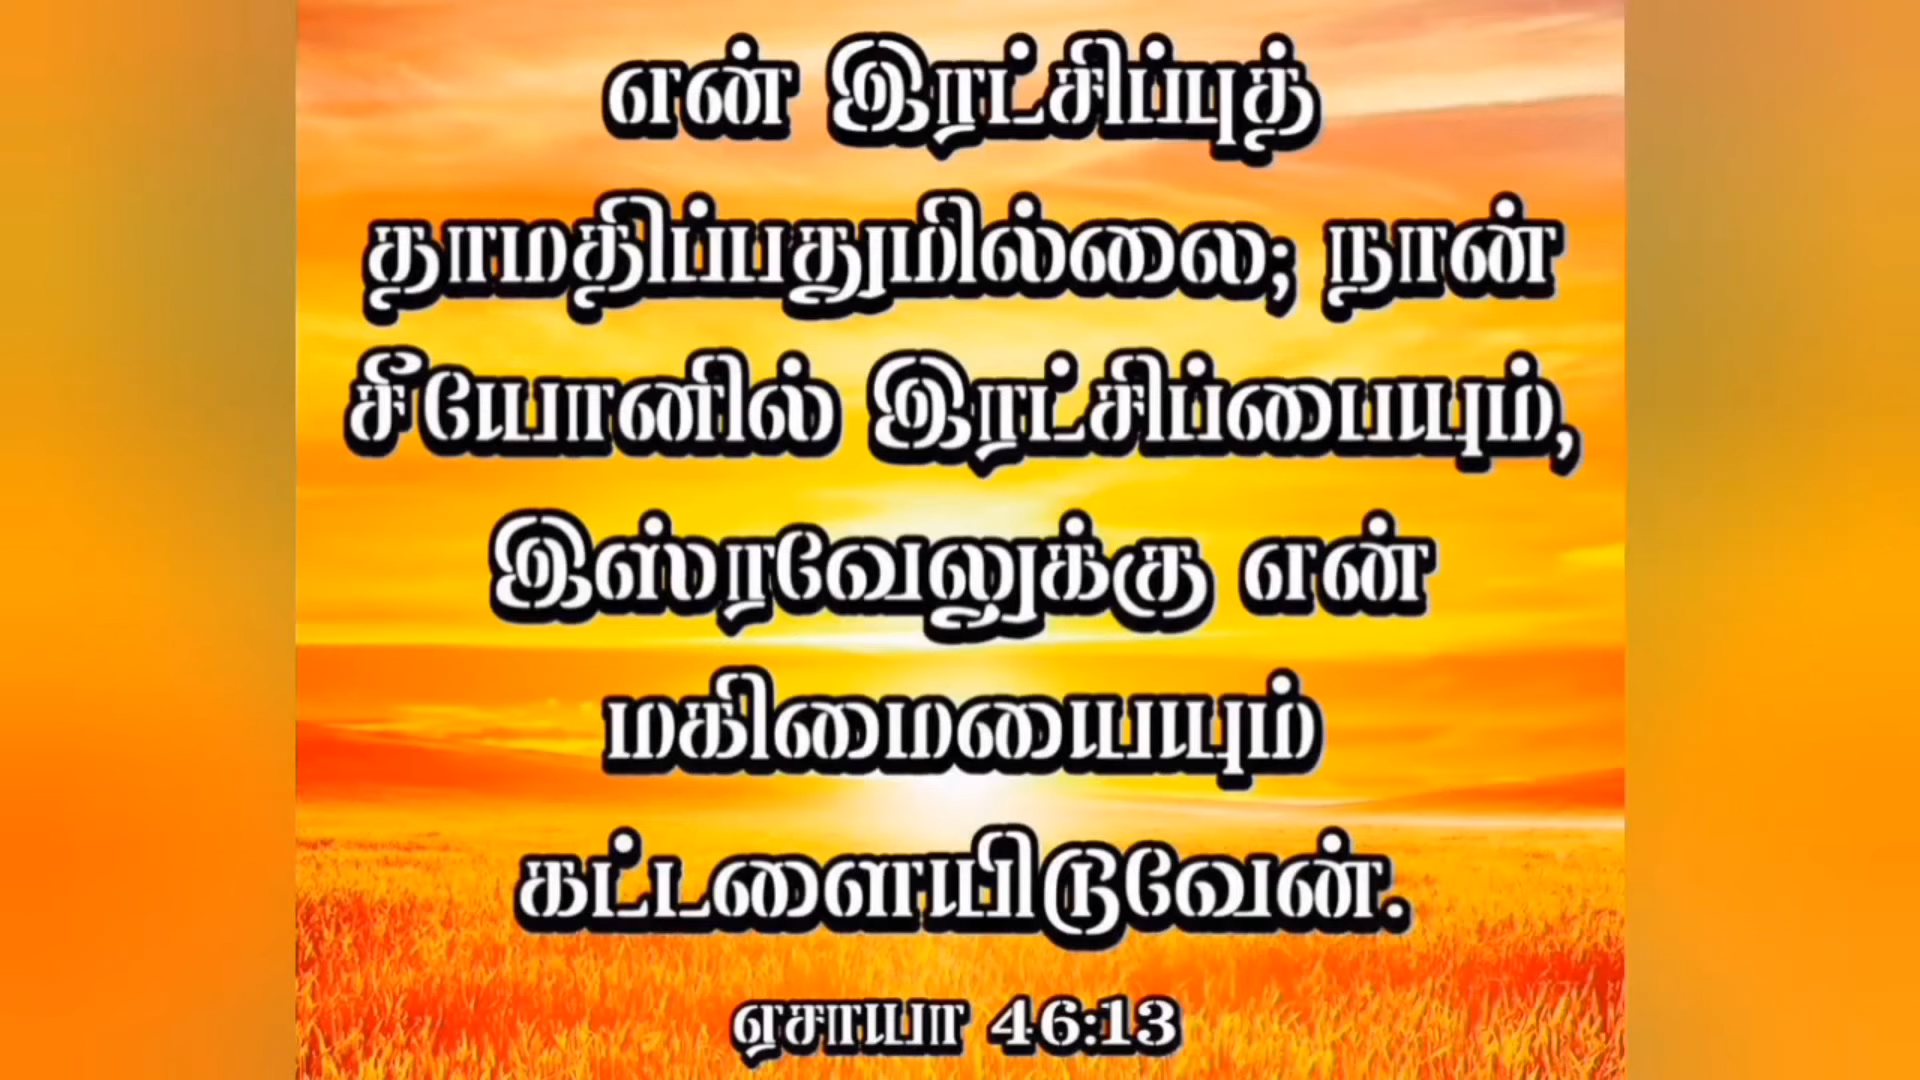 என் இரட்சிப்புத்
தாமதிப்பதுமில்லை; நான்
சீயோனில் இரட்சிப்பையும்,
இஸ்ரவேலுக்கு என்
மகிமையையும்
கட்டளையிடுவேன்.
ஏசாயா 46:13